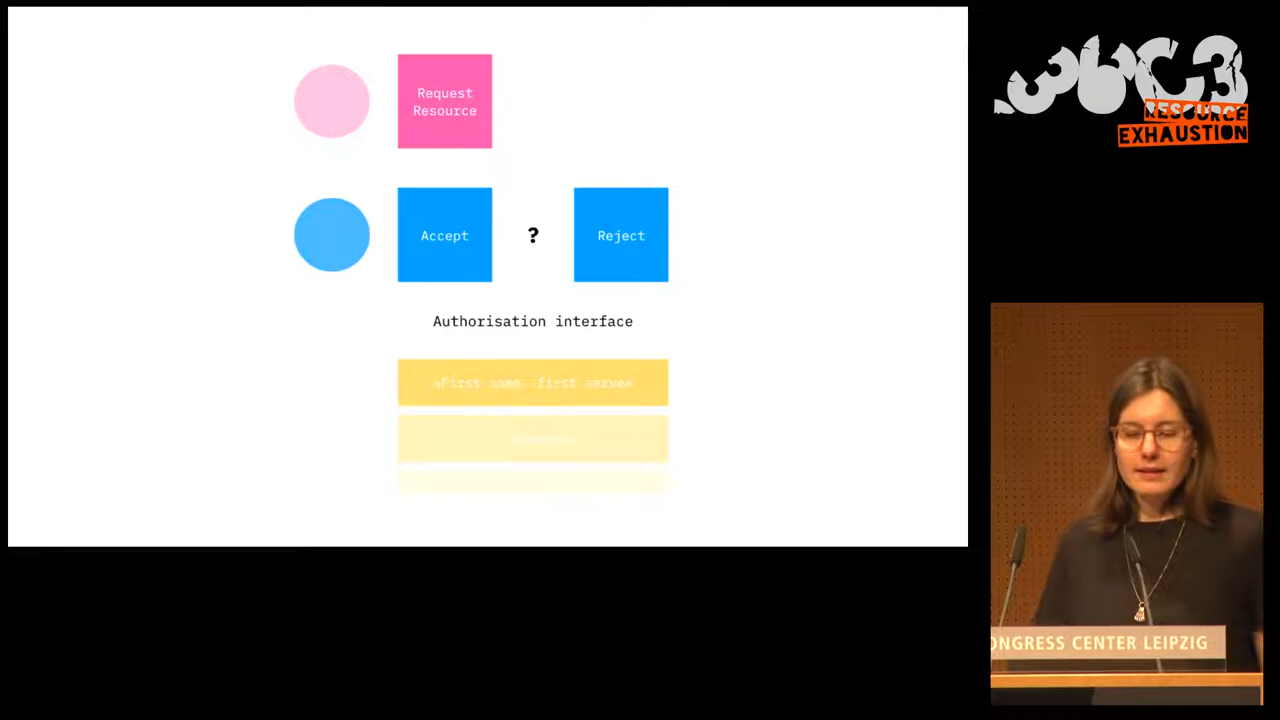 Request
Resource
Accept
?
Reject
Authorisation interface
»First come, first serve«
36C3
RESOURCE
EXHAUSTION
ONGRESS CENTER LEIPZIG